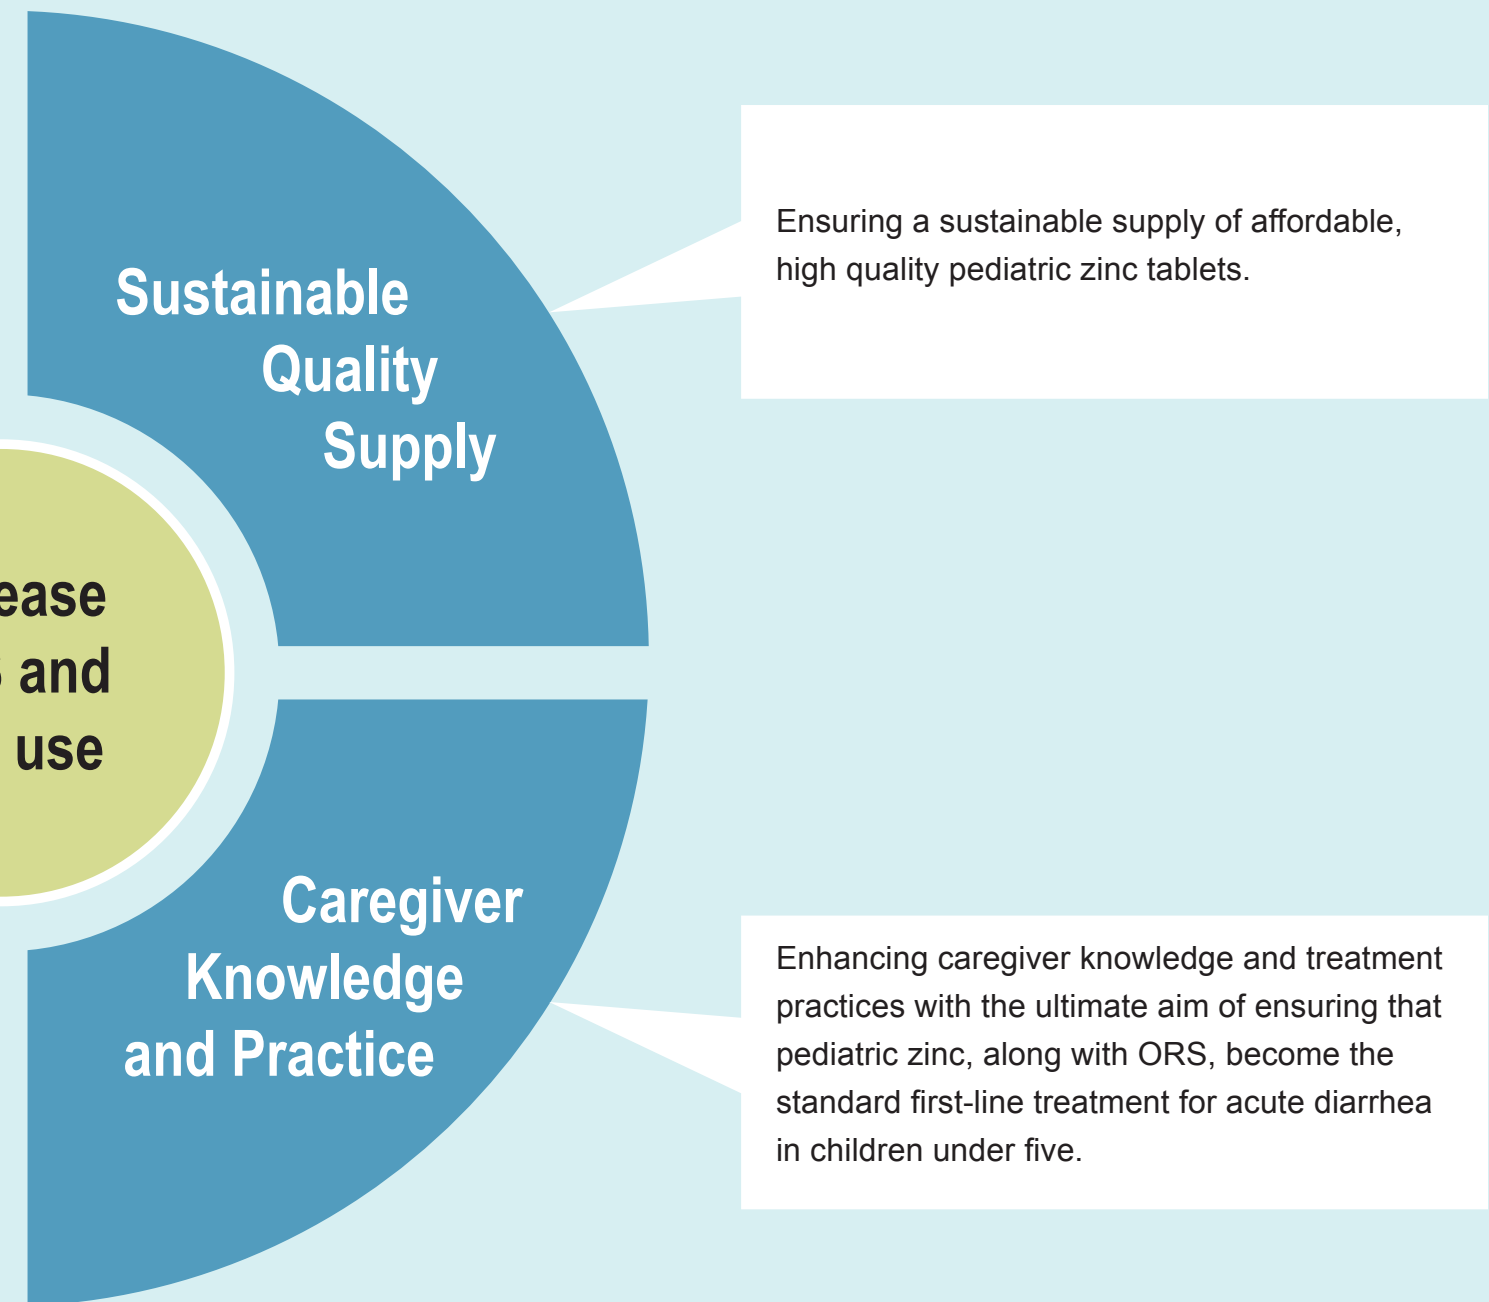 Sustainable
Quality
Supply
Ensuring a sustainable supply of affordable,
high quality pediatric zinc tablets.
and
use
Caregiver
Knowledge
and Practice
Enhancing caregiver knowledge and treatment
practices with the ultimate aim of ensuring that
pediatric zinc, along with ORS, become the
standard first-line treatment for acute diarrhea
in children under five.